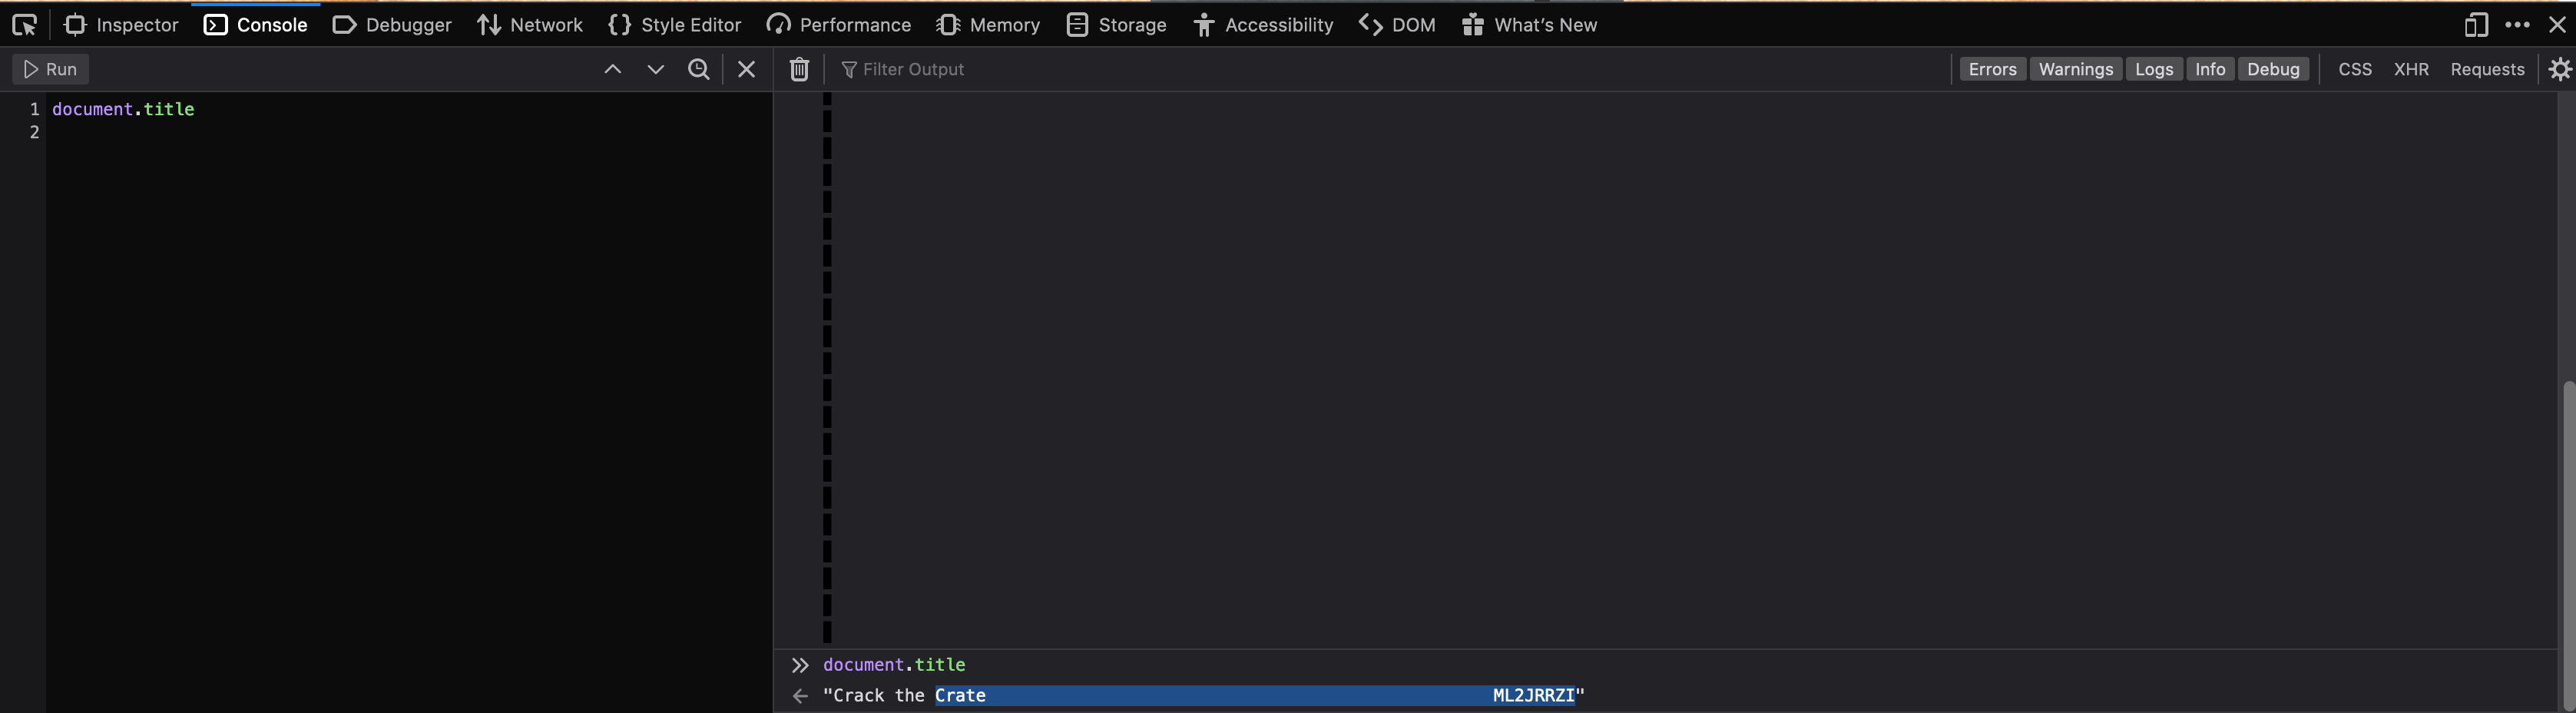 Inspector Console Debugger Network Style Editor Performance Memory Storage Accessibility DOM What's New
Run Filter Output Errors Warnings Logs Info Debug CSS XHR Requests
1 document.title
2
» document.title
← "Crack the Crate ML2JRRZI"